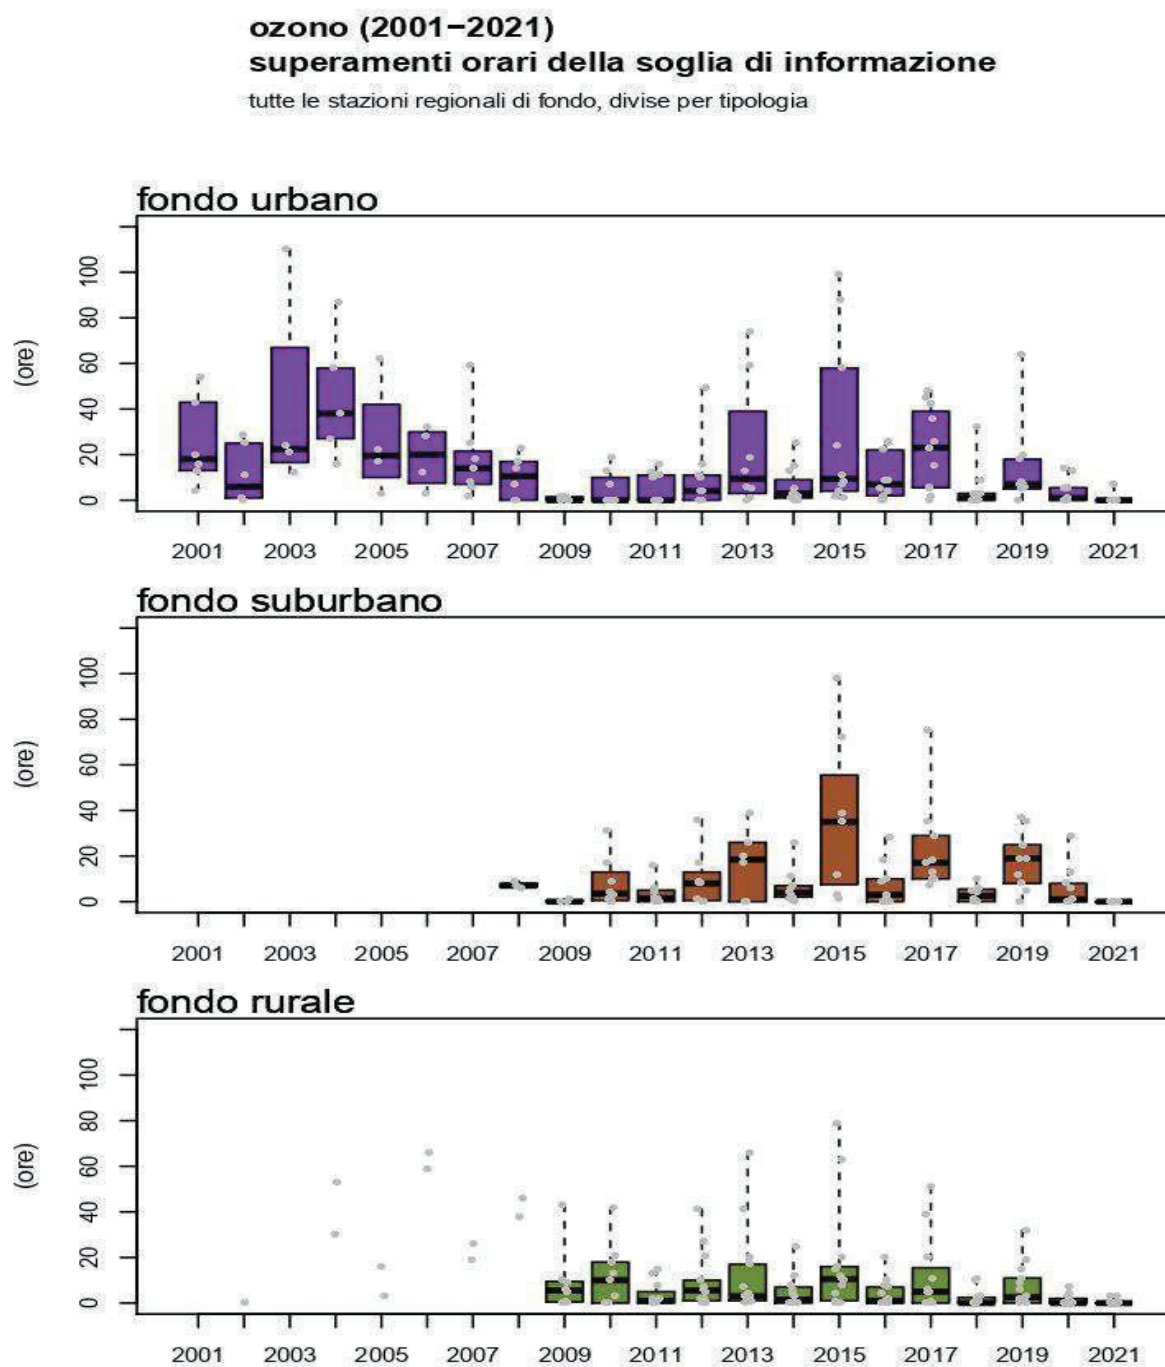 ozono (2001−2021)
superamenti orari della soglia di informazione
tutte le stazioni regionali di fondo, divise per tipologia
fondo urbano
(ore)
100
80
60
40
20
0
2001 2003 2005 2007 2009 2011 2013 2015 2017 2019 2021
fondo suburbano
(ore)
100
80
60
40
20
0
2001 2003 2005 2007 2009 2011 2013 2015 2017 2019 2021
fondo rurale
(ore)
100
80
60
40
20
0
2001 2003 2005 2007 2009 2011 2013 2015 2017 2019 2021